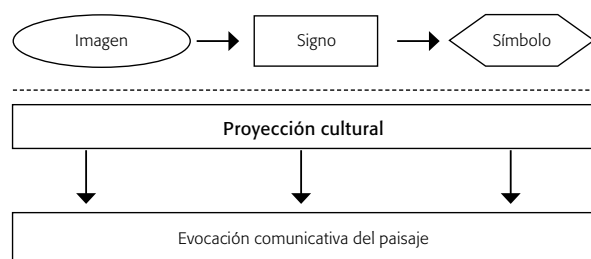 Imagen
Signo
Símbolo
Proyección cultural
Evocación comunicativa del paisaje